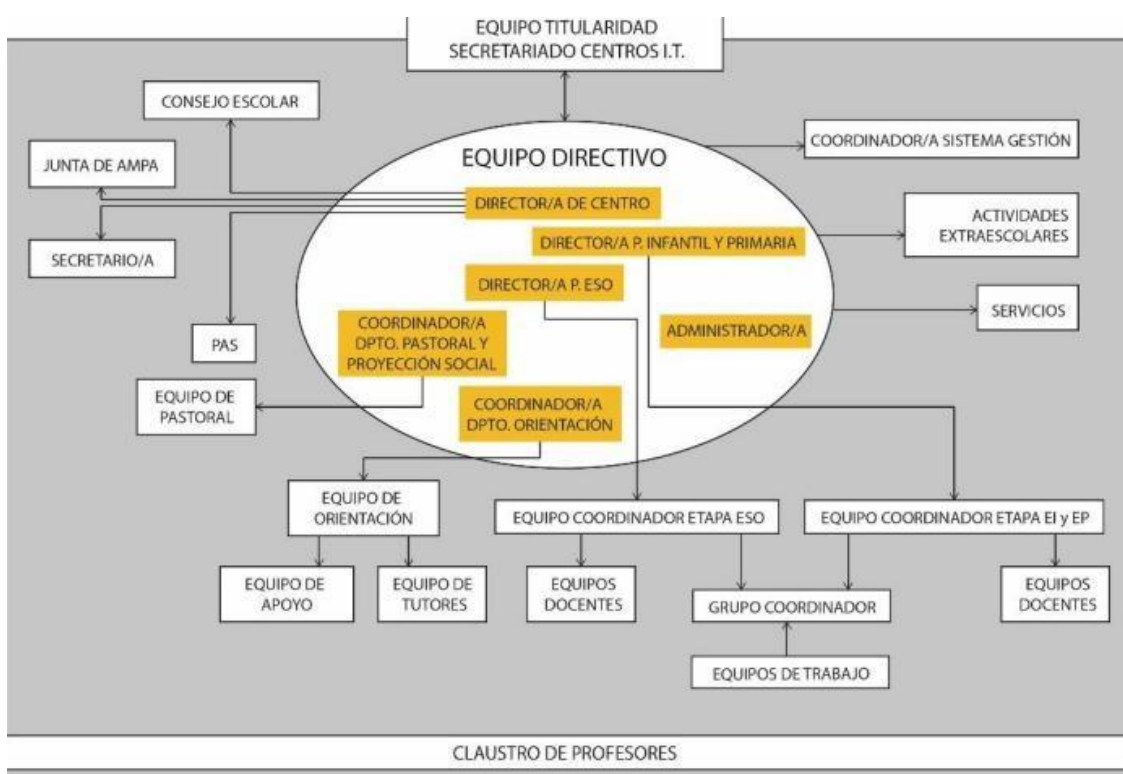 EQUIPO TITULARIDAD
SECRETARIADO CENTROS I.T.
CONSEJO ESCOLAR
COORDINADOR/A SISTEMA GESTIÓN
EQUIPO DIRECTIVO
JUNTA DE AMPA
DIRECTOR/A DE CENTRO
ACTIVIDADES
EXTRAESCOLARES
DIRECTOR/A P. INFANTIL Y PRIMARIA
SECRETARIO/A
DIRECTOR/A P. ESO
SERVICIOS
COORDINADOR/A
DPTO. PASTORAL Y
PROYECCIÓN SOCIAL
ADMINISTRADOR/A
PAS
EQUIPO DE
PASTORAL
COORDINADOR/A
DPTO. ORIENTACIÓN
EQUIPO DE
ORIENTACIÓN
EQUIPO COORDINADOR ETAPA ESO
EQUIPO COORDINADOR ETAPA EI y EP
EQUIPO DE
APOYO
EQUIPO DE
TUTORES
EQUIPOS
DOCENTES
GRUPO COORDINADOR
EQUIPOS
DOCENTES
EQUIPOS DE TRABAJO
CLAUSTRO DE PROFESORES